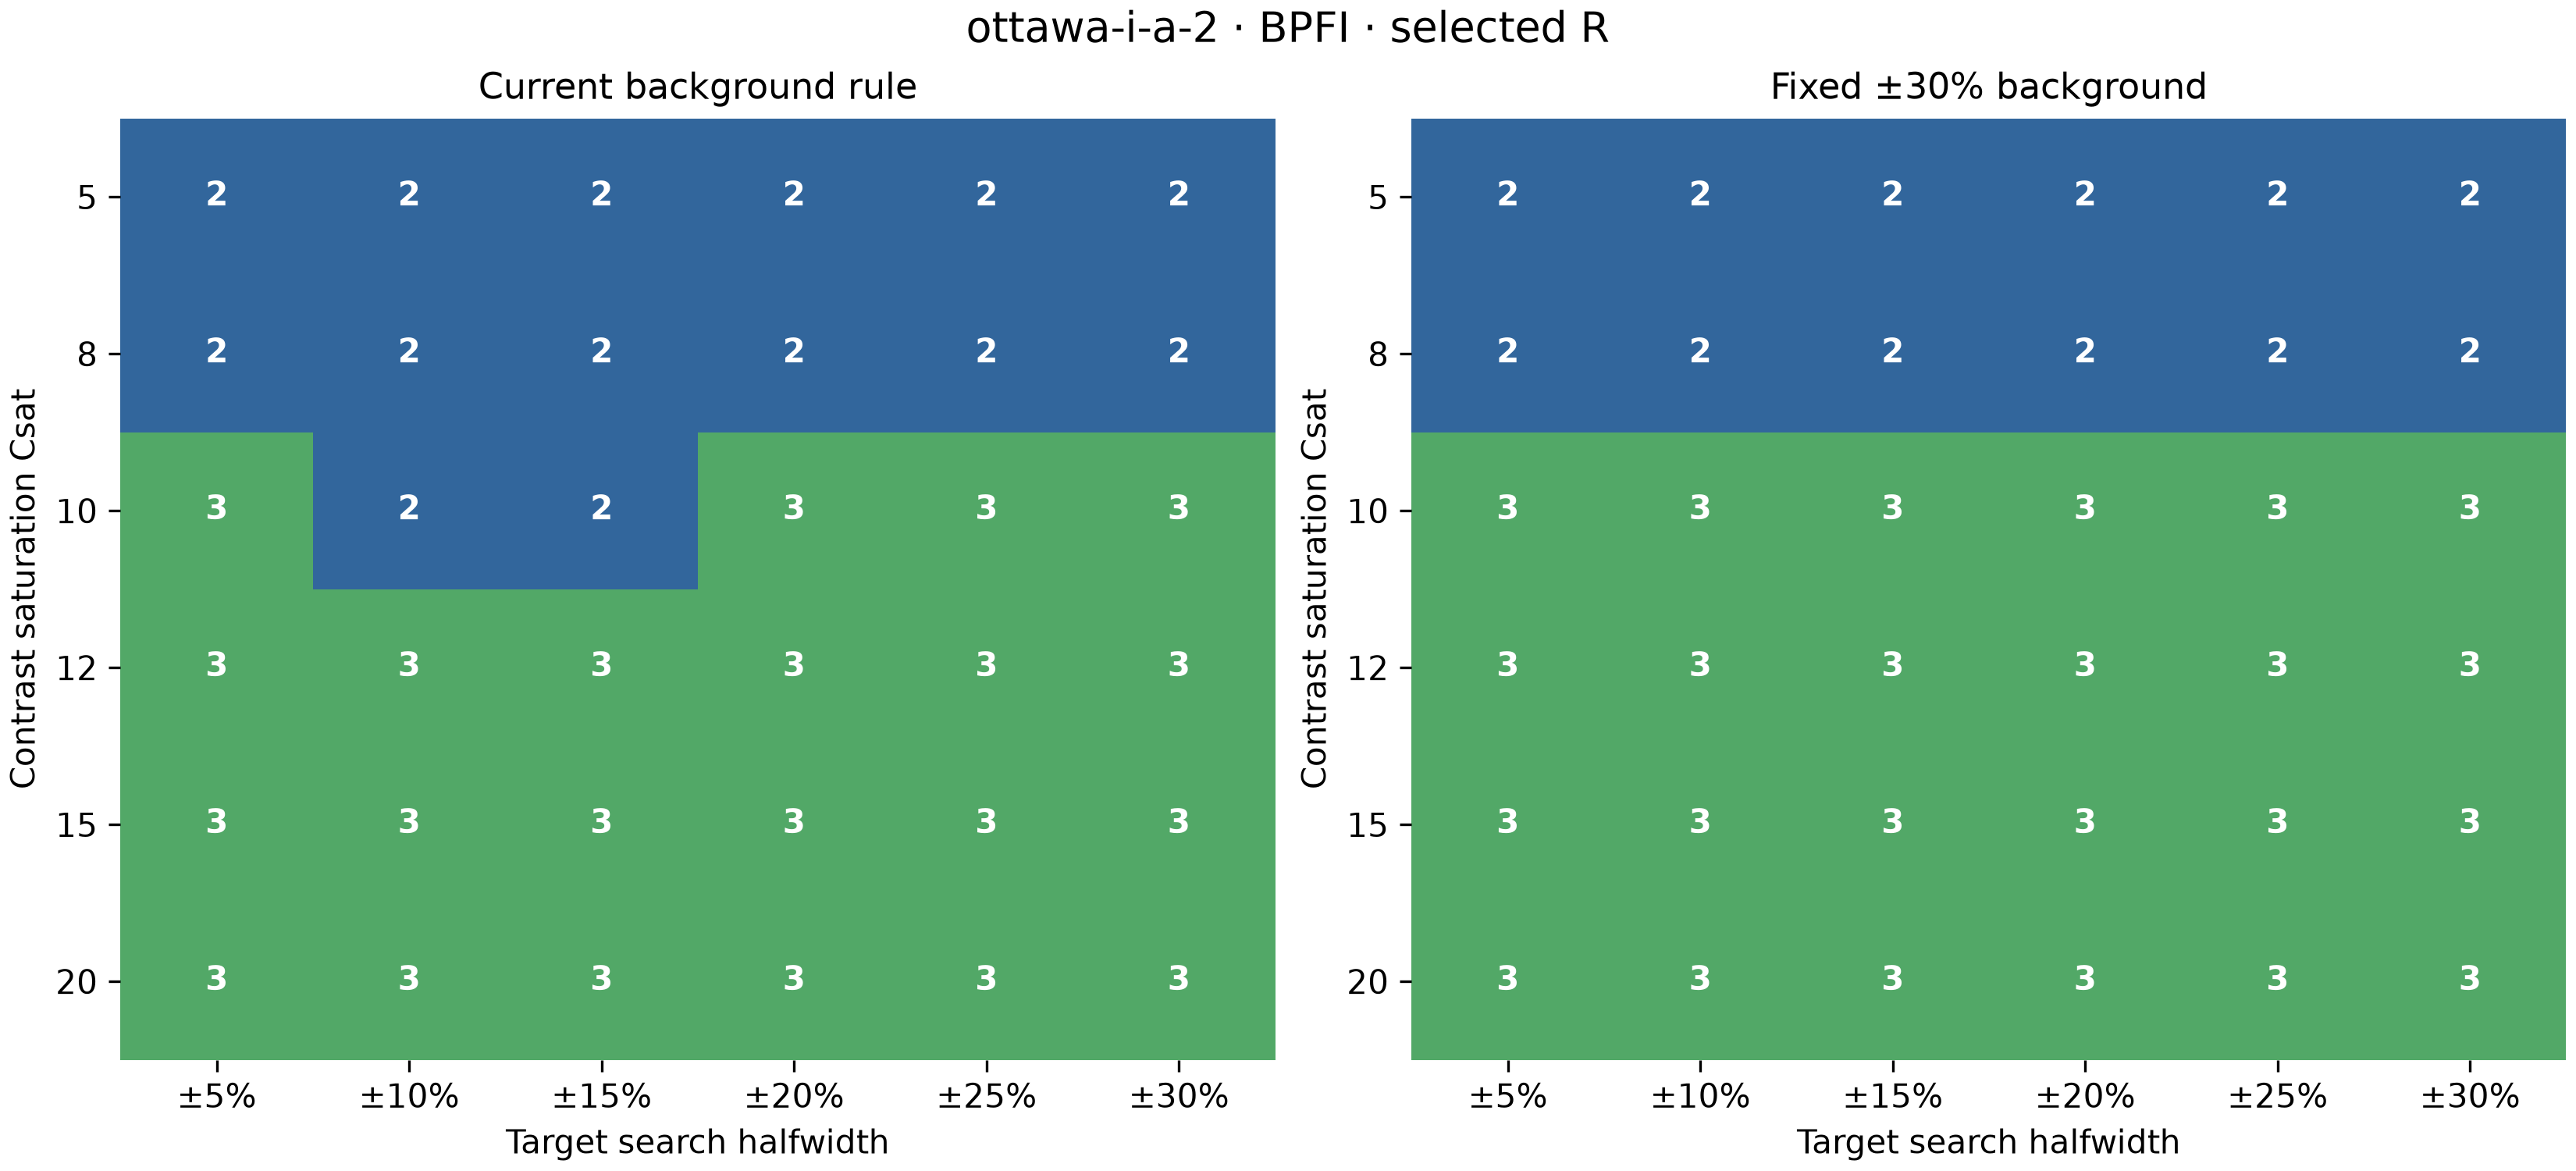 ottawa-i-a-2 · BPFI · selected R
Current background rule
Contrast saturation Csat
5 2 2 2 2 2 2
8 2 2 2 2 2 2
10 3 2 2 3 3 3
12 3 3 3 3 3 3
15 3 3 3 3 3 3
20 3 3 3 3 3 3
±5% ±10% ±15% ±20% ±25% ±30%
Target search halfwidth
Fixed ±30% background
Contrast saturation Csat
5 2 2 2 2 2 2
8 2 2 2 2 2 2
10 3 3 3 3 3 3
12 3 3 3 3 3 3
15 3 3 3 3 3 3
20 3 3 3 3 3 3
±5% ±10% ±15% ±20% ±25% ±30%
Target search halfwidth